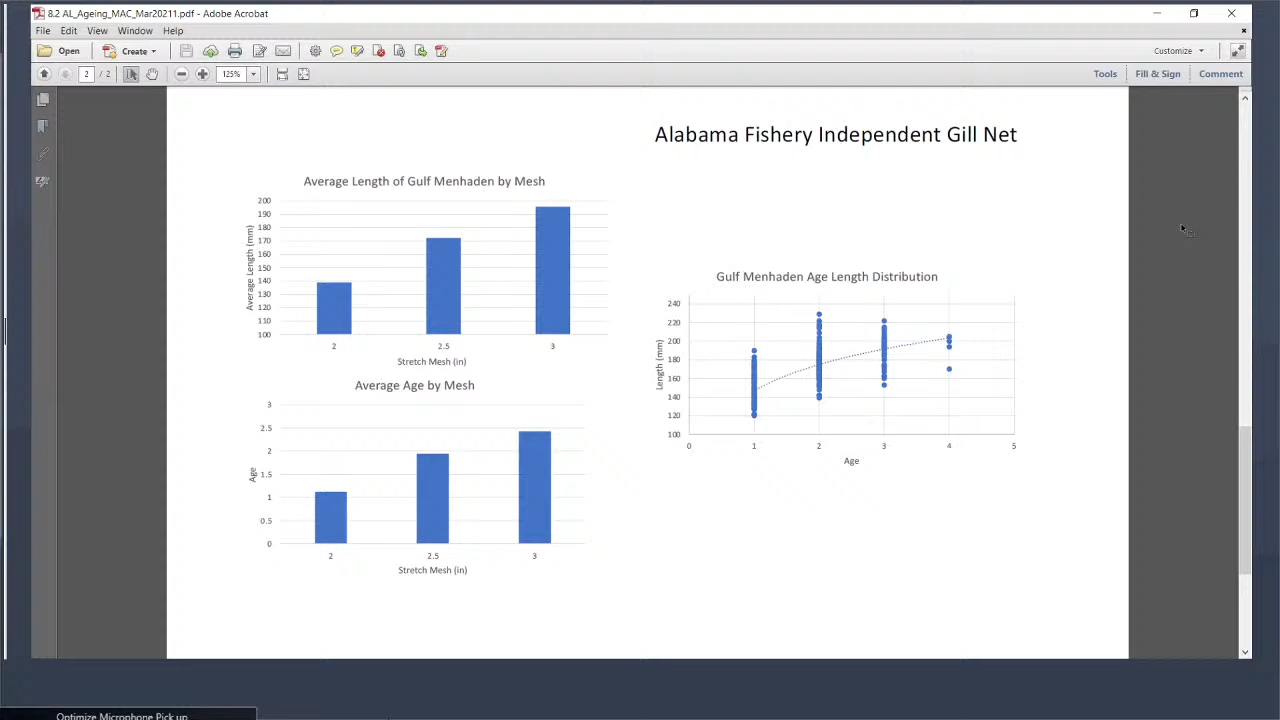 8.2 AL_Ageing_MAC_Mar20211.pdf - Adobe Acrobat
File Edit View Window Help
Open Create Customize
2 / 2 125% Tools Fill & Sign Comment
Alabama Fishery Independent Gill Net
Average Length of Gulf Menhaden by Mesh
200
190
180
170
160
150
140
130
120
110
100
Average Length (mm)
2 2.5 3
Stretch Mesh (in)
Average Age by Mesh
3
2.5
2
1.5
1
0.5
0
Age
2 2.5 3
Stretch Mesh (in)
Gulf Menhaden Age Length Distribution
240
220
200
180
160
140
120
100
Length (mm)
0 1 2 3 4 5
Age
Optimize Microphone Pick up